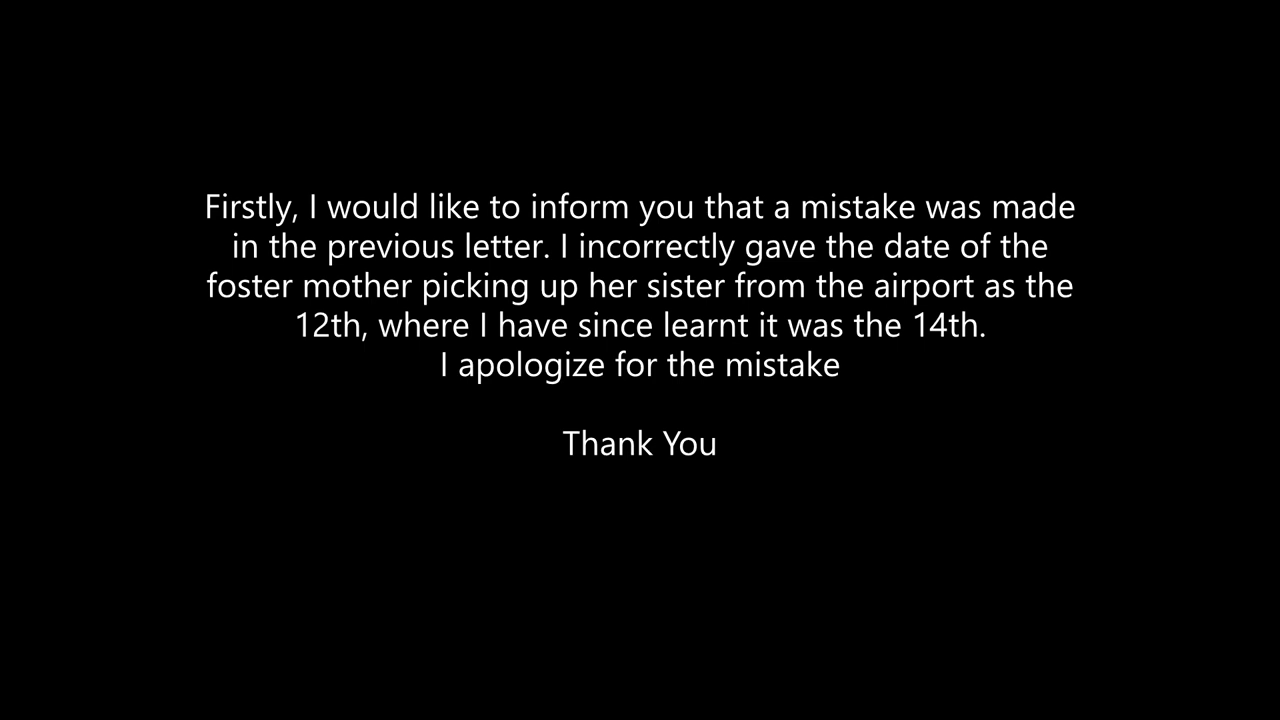 Firstly, I would like to inform you that a mistake was made
in the previous letter. I incorrectly gave the date of the
foster mother picking up her sister from the airport as the
12th, where I have since learnt it was the 14th.
I apologize for the mistake
Thank You